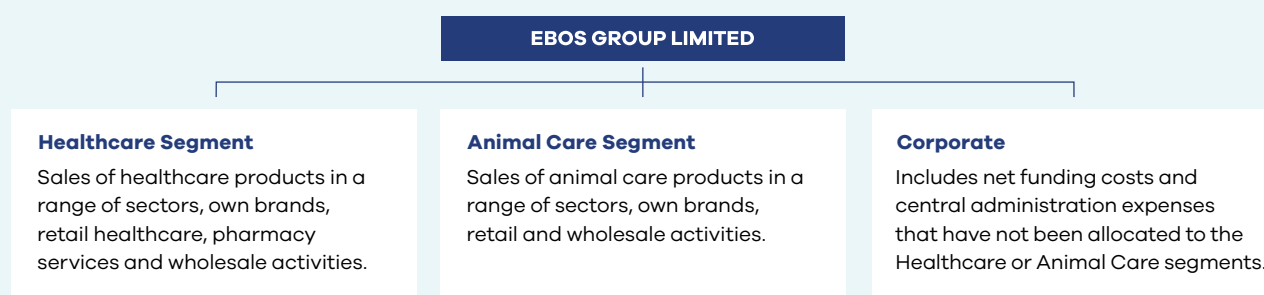 EBOS GROUP LIMITED
Healthcare Segment
Sales of healthcare products in a
range of sectors, own brands,
retail healthcare, pharmacy
services and wholesale activities.
Animal Care Segment
Sales of animal care products in a
range of sectors, own brands,
retail and wholesale activities.
Corporate
Includes net funding costs and
central administration expenses
that have not been allocated to the
Healthcare or Animal Care segments.